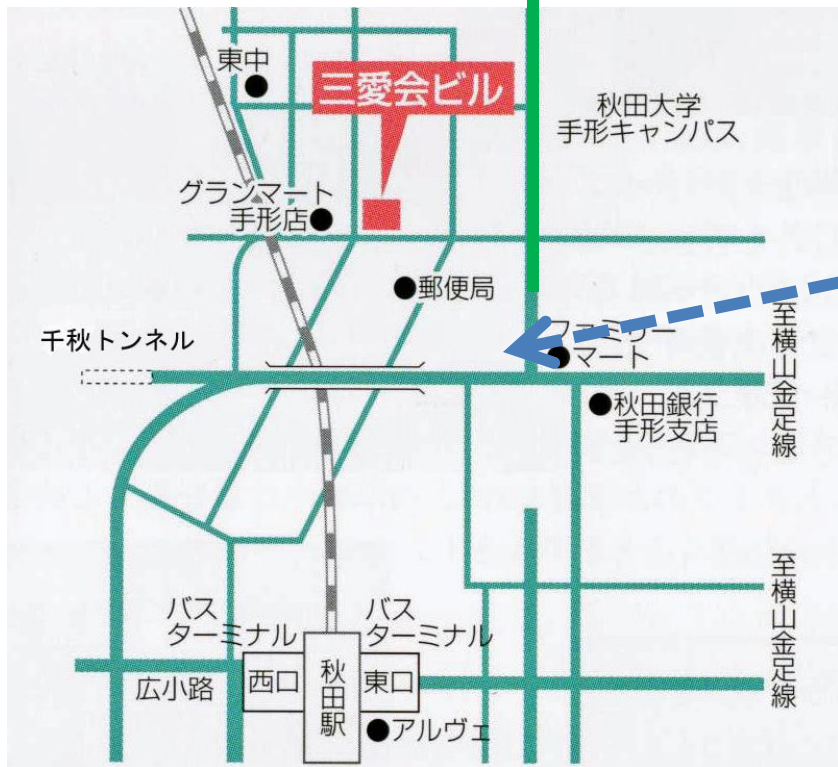 東中
三愛会ビル
秋田大学
手形キャンパス
グランマート
手形店
郵便局
千秋トンネル
ファミリー
マート
至横山金足線
秋田銀行
手形支店
至横山金足線
バス
ターミナル
バス
ターミナル
広小路
西口
秋田駅
東口
アルヴェ